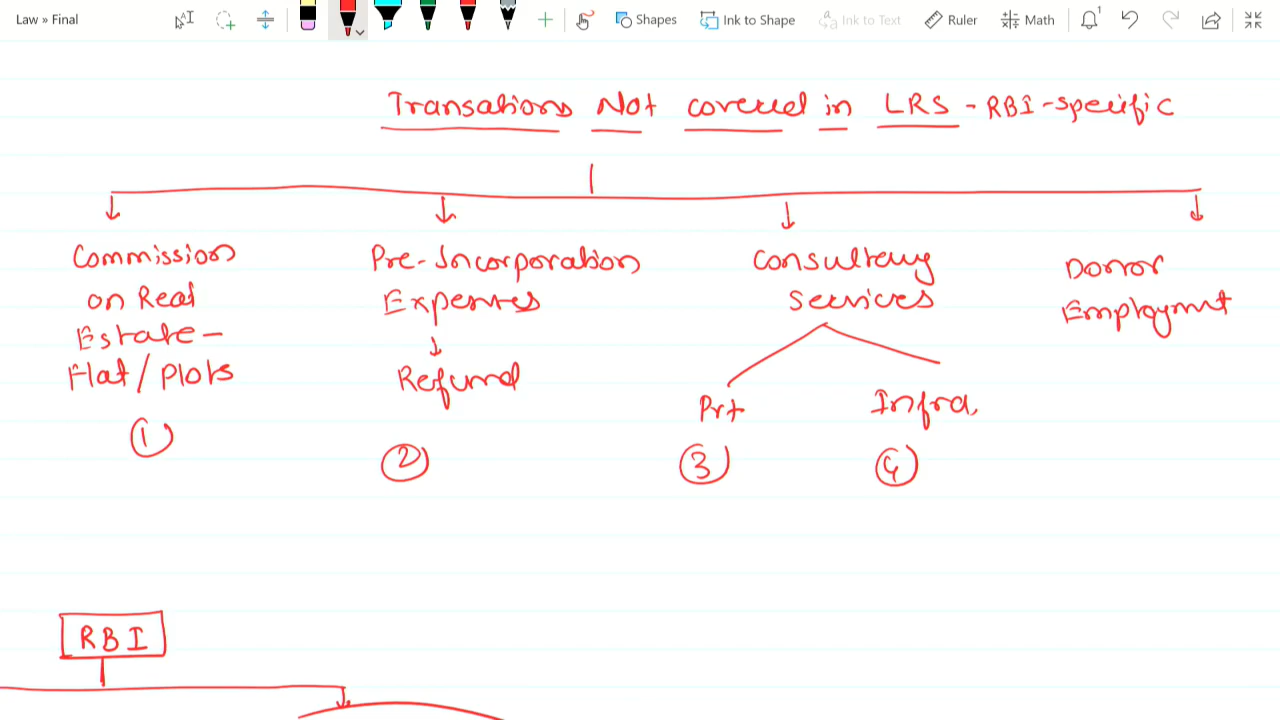 Law » Final
Shapes
Ink to Shape
Ink to Text
Ruler
Math
1
Transations Not covered in LRS - RBI - specific
Commission
on Real
Estate -
Flat / Plots
①
Pre-Incorporation
Expenses
Refund
②
Consultancy
Services
Prt
③
Infra.
④
Donor
Employmnt
RBI